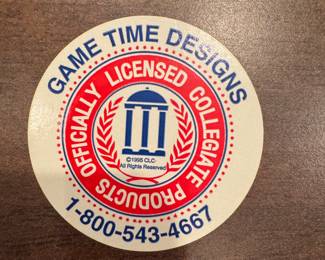 GAME TIME DESIGNS
OFFICIALLY LICENSED COLLEGIATE PRODUCTS
©1995 CLC-
All Rights Reserved
1-800-543-4667